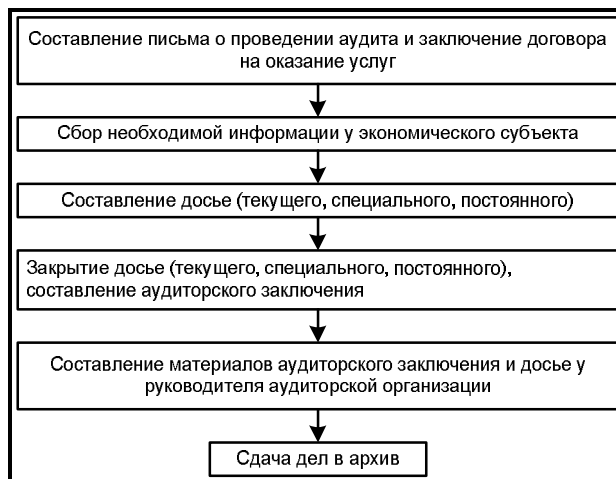 Составление письма о проведении аудита и заключение договора
на оказание услуг
Сбор необходимой информации у экономического субъекта
Составление досье (текущего, специального, постоянного)
Закрытие досье (текущего, специального, постоянного),
составление аудиторского заключения
Составление материалов аудиторского заключения и досье у
руководителя аудиторской организации
Сдача дел в архив